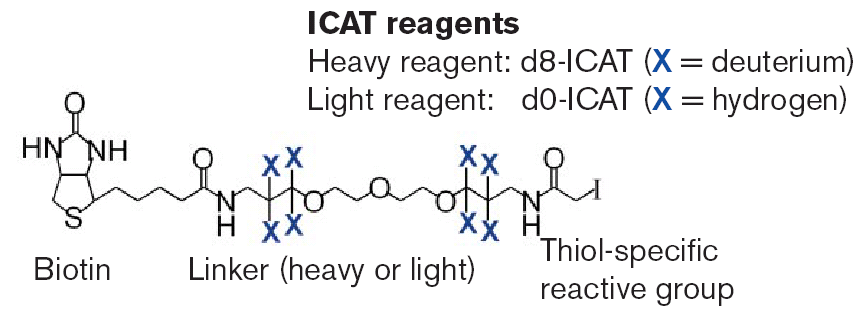 ICAT reagents
Heavy reagent: d8-ICAT (X = deuterium)
Light reagent: d0-ICAT (X = hydrogen)
O
HN NH
S
O
N
H
X X
X X
O
O
O
X X
X X
N
H
O
I
Biotin
Linker (heavy or light)
Thiol-specific
reactive group